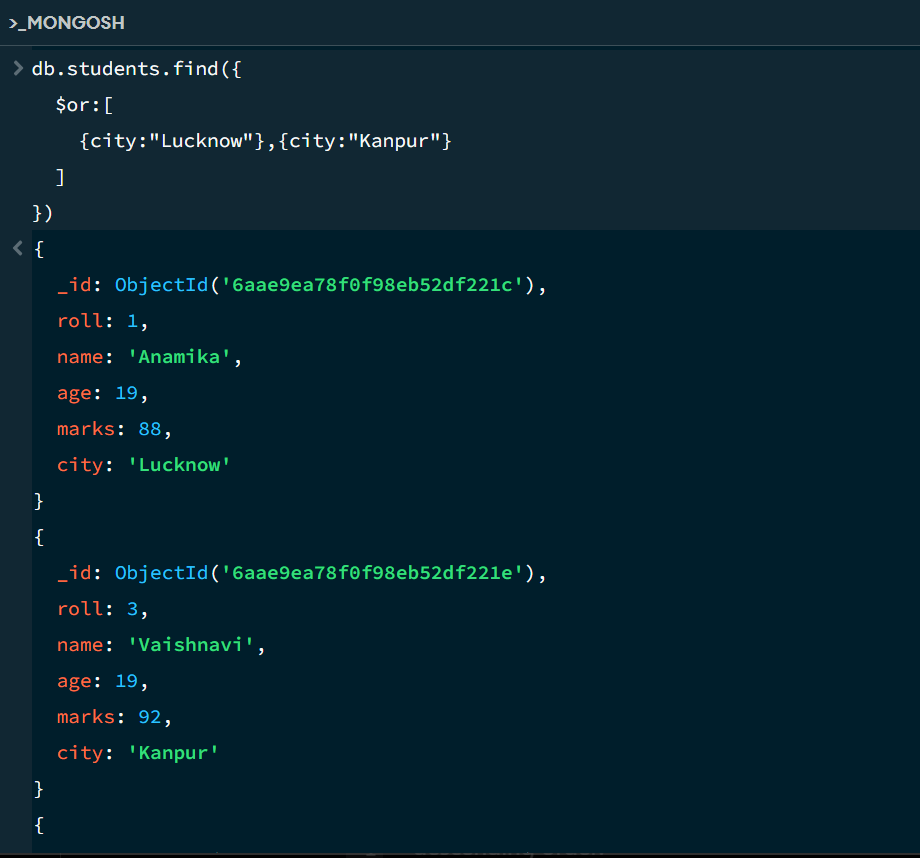 >_MONGOSH
> db.students.find({
$or:[
{city:"Lucknow"},{city:"Kanpur"}
]
})
< {
_id: ObjectId('6aae9ea78f0f98eb52df221c'),
roll: 1,
name: 'Anamika',
age: 19,
marks: 88,
city: 'Lucknow'
}
{
_id: ObjectId('6aae9ea78f0f98eb52df221e'),
roll: 3,
name: 'Vaishnavi',
age: 19,
marks: 92,
city: 'Kanpur'
}
{